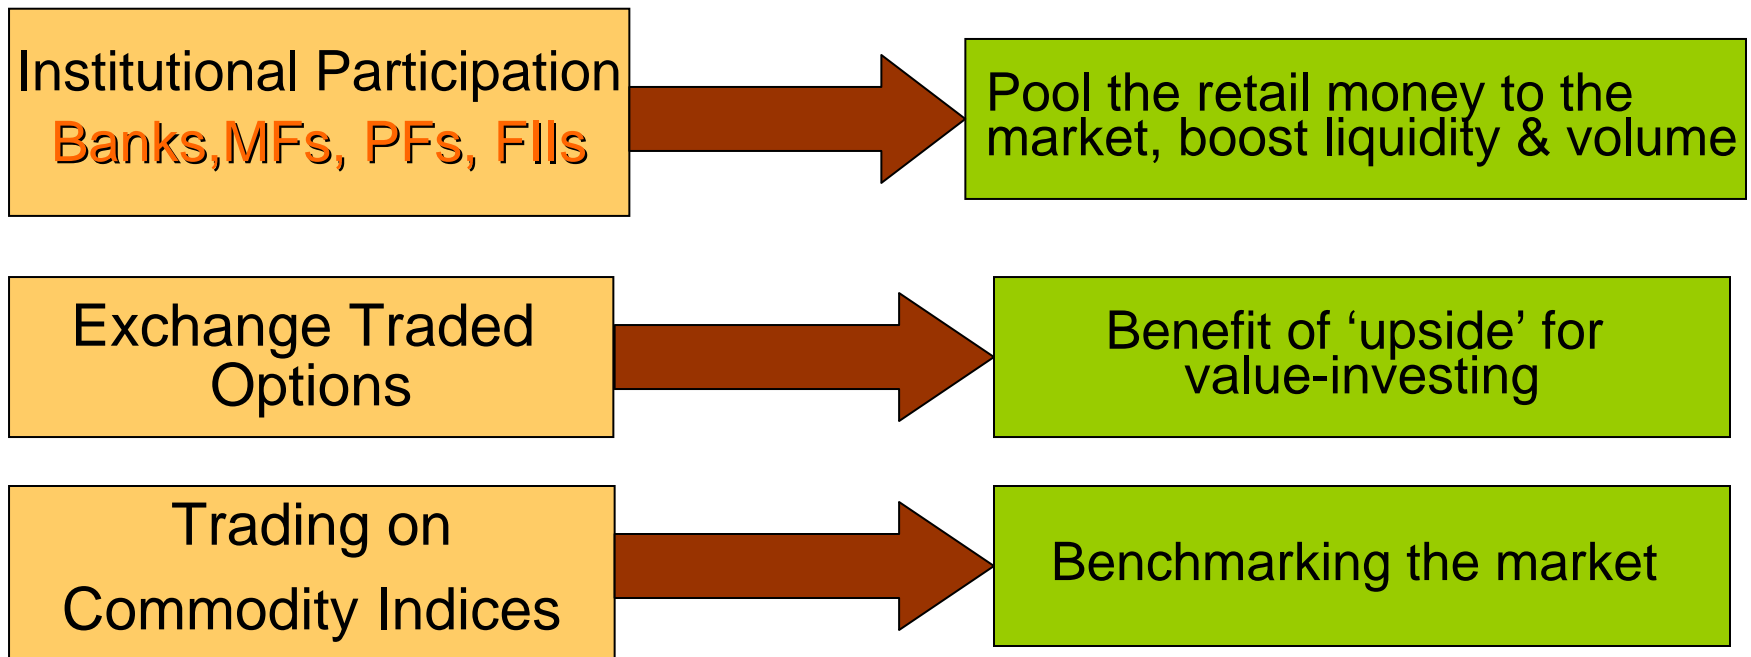 Institutional Participation
Banks,MFs, PFs, FIIs
Pool the retail money to the
market, boost liquidity & volume
Exchange Traded
Options
Benefit of ‘upside’ for
value-investing
Trading on
Commodity Indices
Benchmarking the market